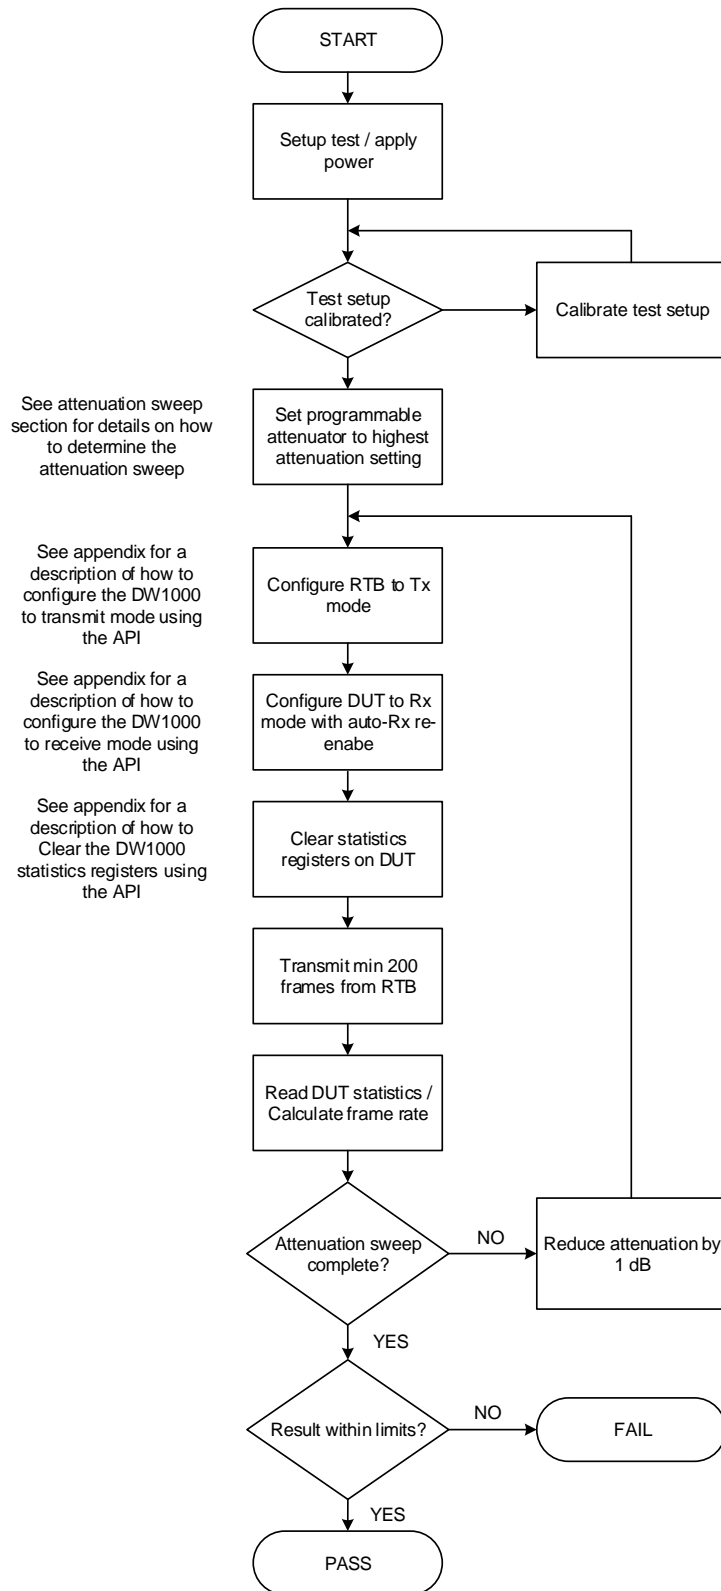 START
Setup test / apply
power
Test setup
calibrated?
Calibrate test setup
See attenuation sweep
section for details on how
to determine the
attenuation sweep
Set programmable
attenuator to highest
attenuation setting
See appendix for a
description of how to
configure the DW1000
to transmit mode using
the API
Configure RTB to Tx
mode
See appendix for a
description of how to
configure the DW1000
to receive mode using
the API
Configure DUT to Rx
mode with auto-Rx re-
enabe
See appendix for a
description of how to
Clear the DW1000
statistics registers using
the API
Clear statistics
registers on DUT
Transmit min 200
frames from RTB
Read DUT statistics /
Calculate frame rate
Attenuation sweep
complete?
NO
Reduce attenuation by
1 dB
YES
Result within limits?
NO
FAIL
YES
PASS